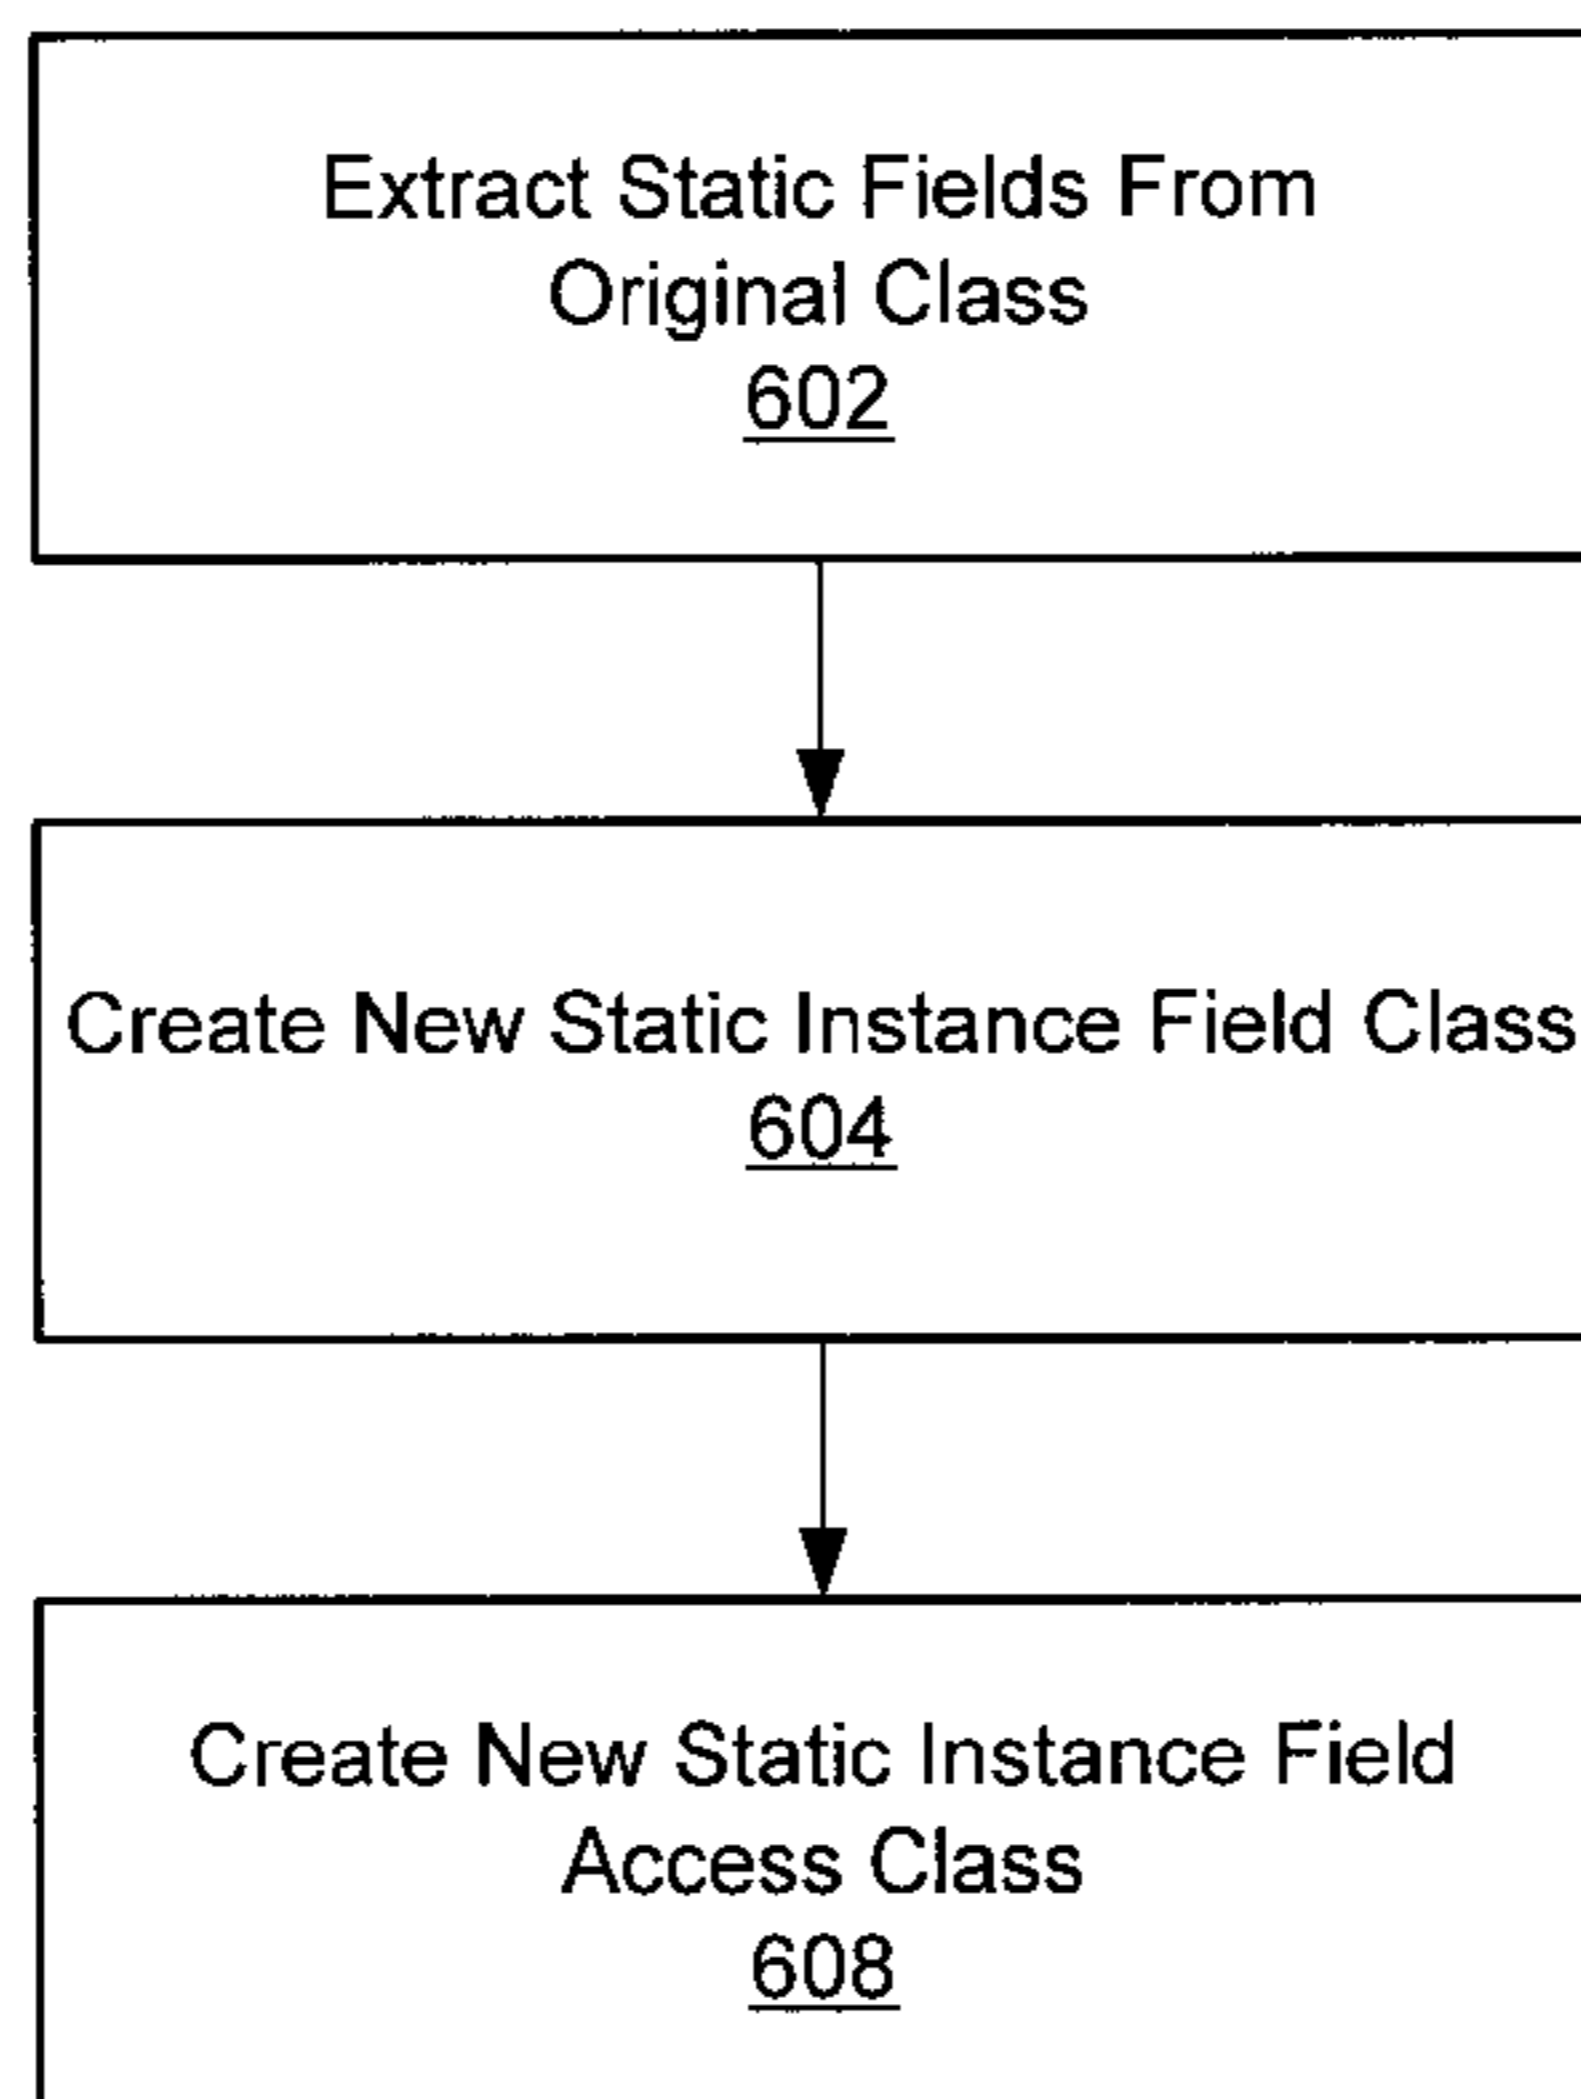 Extract Static Fields From
Original Class
602
Create New Static Instance Field Class
604
Create New Static Instance Field
Access Class
608